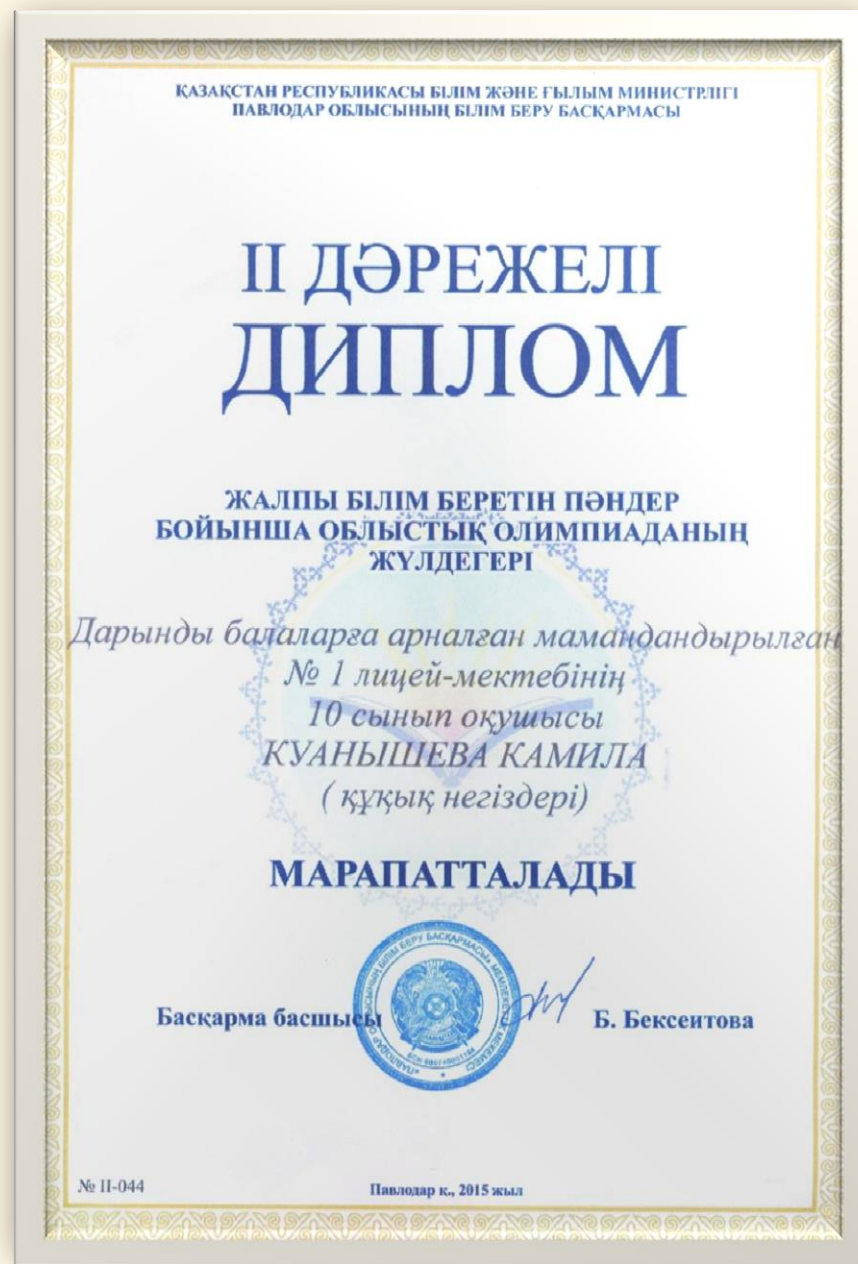 ҚАЗАҚСТАН РЕСПУБЛИКАСЫ БІЛІМ ЖӘНЕ ҒЫЛЫМ МИНИСТРЛІГІ
ПАВЛОДАР ОБЛЫСЫНЫҢ БІЛІМ БЕРУ БАСҚАРМАСЫ
II ДӘРЕЖЕЛІ
ДИПЛОМ
ЖАЛПЫ БІЛІМ БЕРЕТІН ПӘНДЕР
БОЙЫНША ОБЛЫСТЫҚ ОЛИМПИАДАНЫҢ
ЖҮЛДЕГЕРІ
Дарынды балаларға арналған мамандандырылған
№ 1 лицей-мектебінің
10 сынып оқушысы
КУАНЫШЕВА КАМИЛА
( құқық негіздері)
МАРАПАТТАЛАДЫ
Басқарма басшысы Б. Бексеитова
№ II-044
Павлодар қ., 2015 жыл